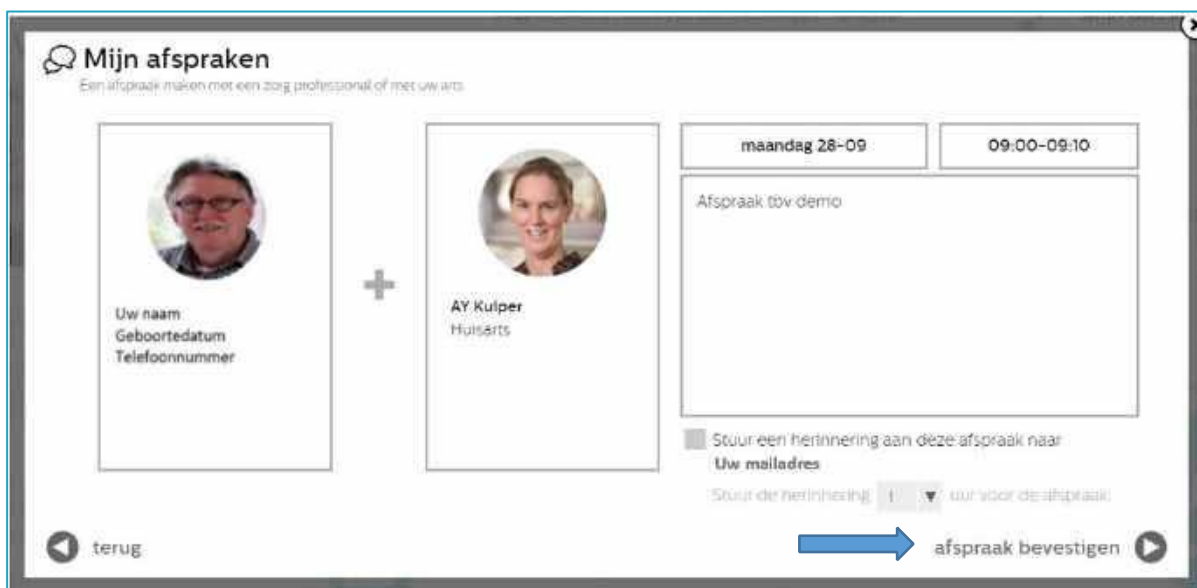 Mijn afspraken
Een afspraak maken met een zorg professional of met uw arts
Uw naam
Geboortedatum
Telefoonnummer
AY Kuiper
Huisarts
maandag 28-09
09:00-09:10
Afspraak tbv demo
Stuur een herinnering aan deze afspraak naar
Uw mailadres
Stuur de herinnering 1 uur voor de afspraak
terug
afspraak bevestigen